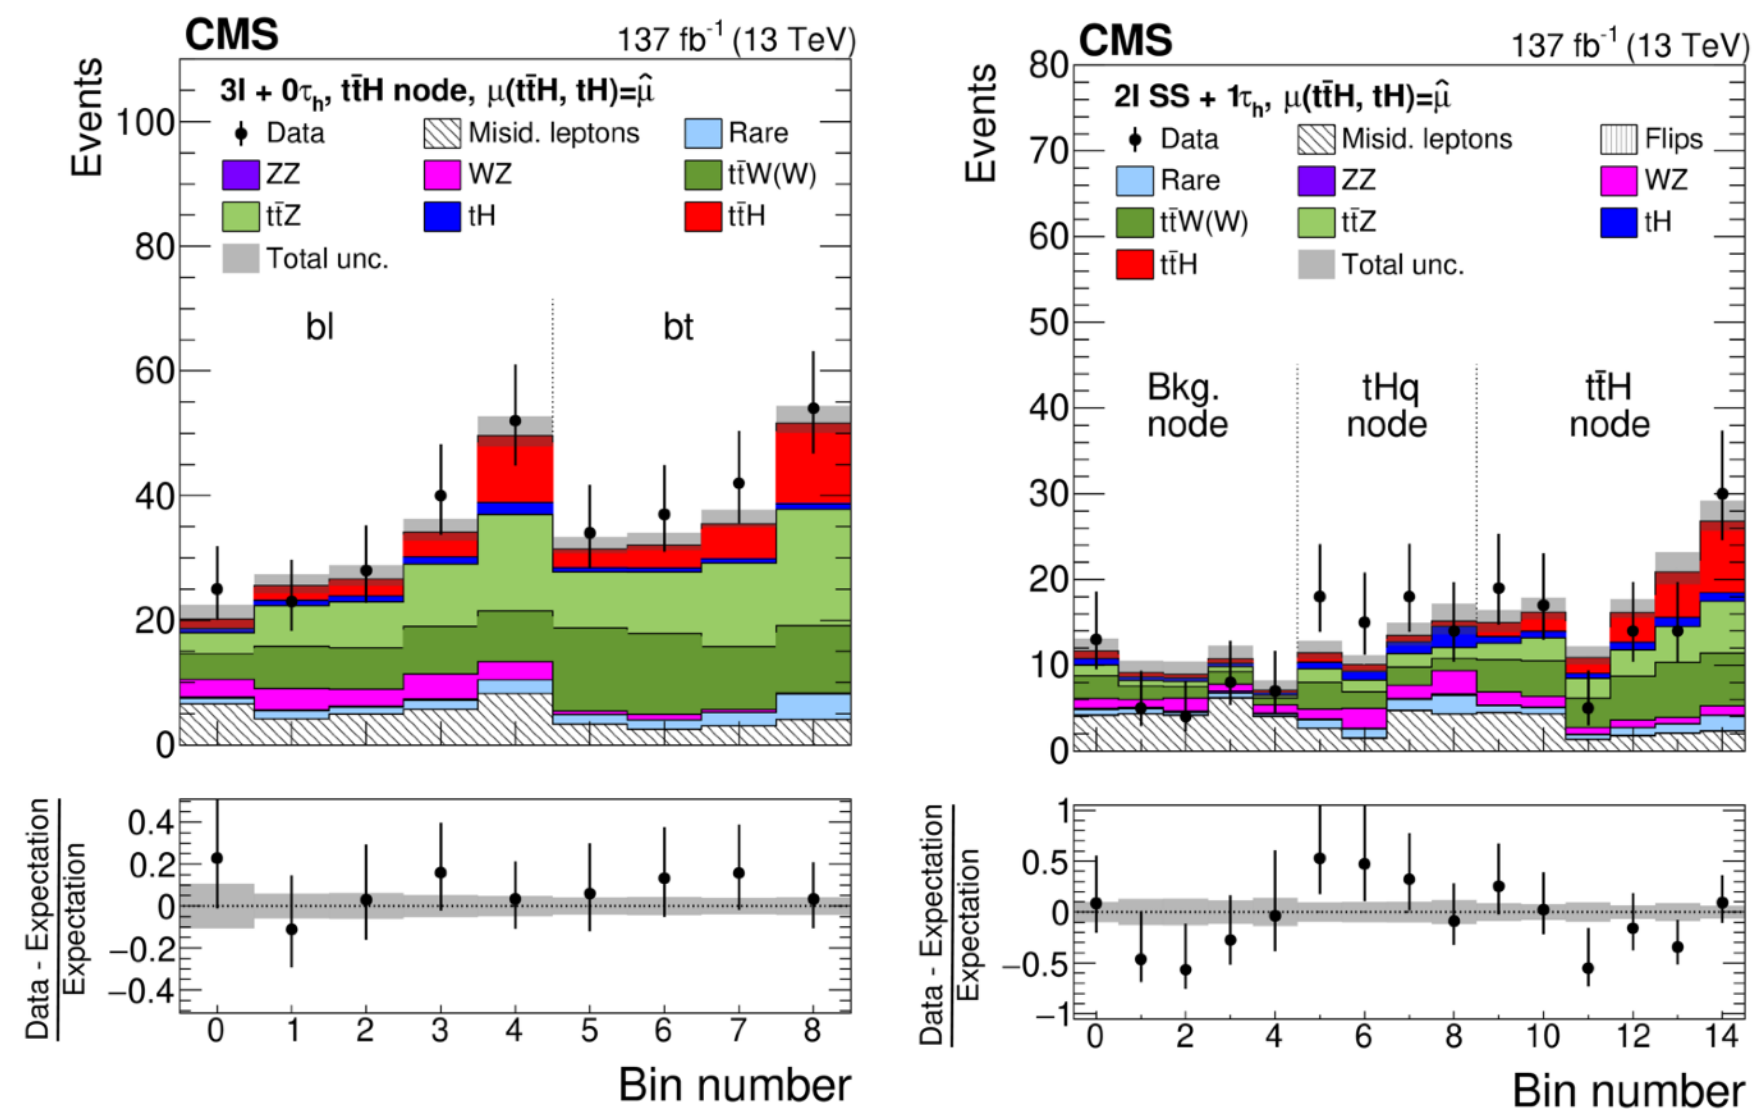 CMS 137 fb⁻¹ (13 TeV)
Events
3l + 0τh, tt̄H node, μ(tt̄H, tH)=μ̂
Data Misid. leptons Rare
ZZ WZ tt̄W(W)
tt̄Z tH tt̄H
Total unc.
bl bt
100
80
60
40
20
0
Data - Expectation
Expectation
0.4
0.2
0
−0.2
−0.4
0 1 2 3 4 5 6 7 8
Bin number
CMS 137 fb⁻¹ (13 TeV)
Events
2l SS + 1τh, μ(tt̄H, tH)=μ̂
Data Misid. leptons Flips
Rare ZZ WZ
tt̄W(W) tt̄Z tH
tt̄H Total unc.
Bkg. tHq tt̄H
node node node
80
70
60
50
40
30
20
10
0
Data - Expectation
Expectation
1
0.5
0
−0.5
−1
0 2 4 6 8 10 12 14
Bin number